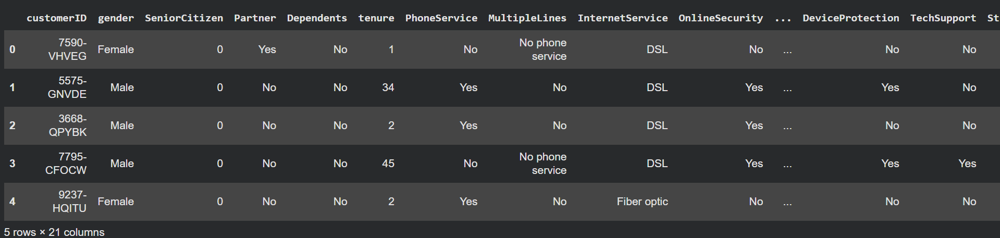 customerID gender SeniorCitizen Partner Dependents tenure PhoneService MultipleLines InternetService OnlineSecurity ... DeviceProtection TechSupport St
0 7590-VHVEG Female 0 Yes No 1 No No phone service DSL No ... No No
1 5575-GNVDE Male 0 No No 34 Yes No DSL Yes ... Yes No
2 3668-QPYBK Male 0 No No 2 Yes No DSL Yes ... No No
3 7795-CFOCW Male 0 No No 45 No No phone service DSL Yes ... Yes Yes
4 9237-HQITU Female 0 No No 2 Yes No Fiber optic No ... No No
5 rows × 21 columns